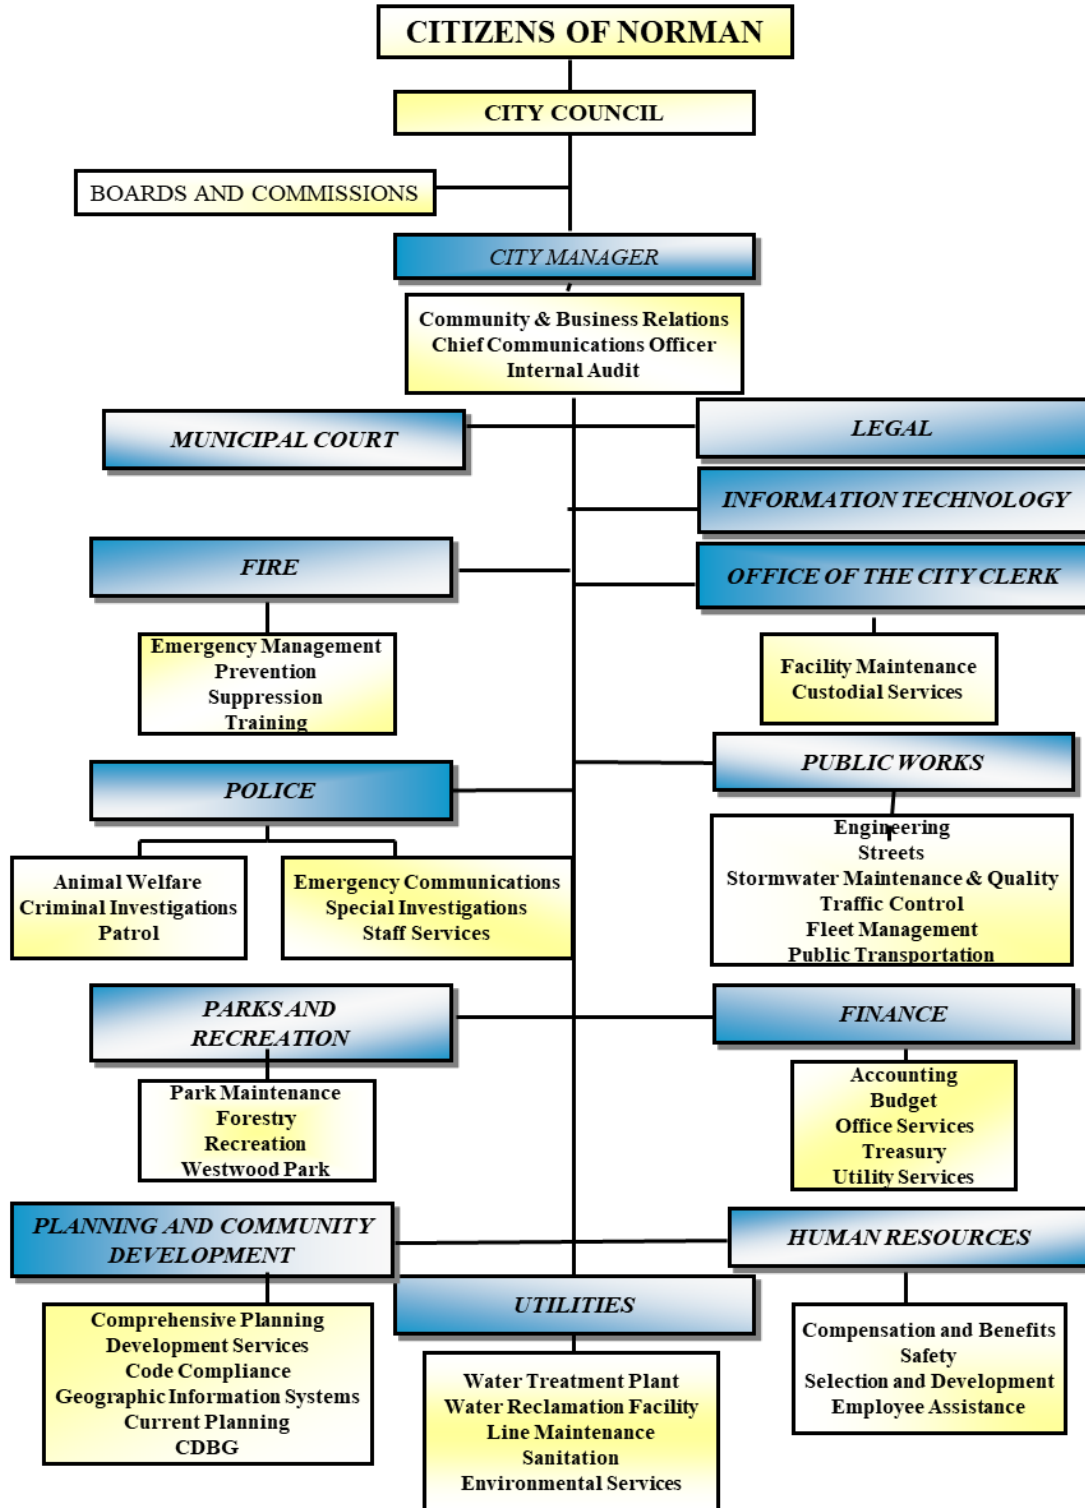 CITIZENS OF NORMAN
CITY COUNCIL
BOARDS AND COMMISSIONS
CITY MANAGER
Community & Business Relations
Chief Communications Officer
Internal Audit
MUNICIPAL COURT
LEGAL
INFORMATION TECHNOLOGY
FIRE
OFFICE OF THE CITY CLERK
Emergency Management
Prevention
Suppression
Training
Facility Maintenance
Custodial Services
POLICE
PUBLIC WORKS
Animal Welfare
Criminal Investigations
Patrol
Emergency Communications
Special Investigations
Staff Services
Engineering
Streets
Stormwater Maintenance & Quality
Traffic Control
Fleet Management
Public Transportation
PARKS AND
RECREATION
FINANCE
Park Maintenance
Forestry
Recreation
Westwood Park
Accounting
Budget
Office Services
Treasury
Utility Services
PLANNING AND COMMUNITY
DEVELOPMENT
HUMAN RESOURCES
UTILITIES
Comprehensive Planning
Development Services
Code Compliance
Geographic Information Systems
Current Planning
CDBG
Water Treatment Plant
Water Reclamation Facility
Line Maintenance
Sanitation
Environmental Services
Compensation and Benefits
Safety
Selection and Development
Employee Assistance